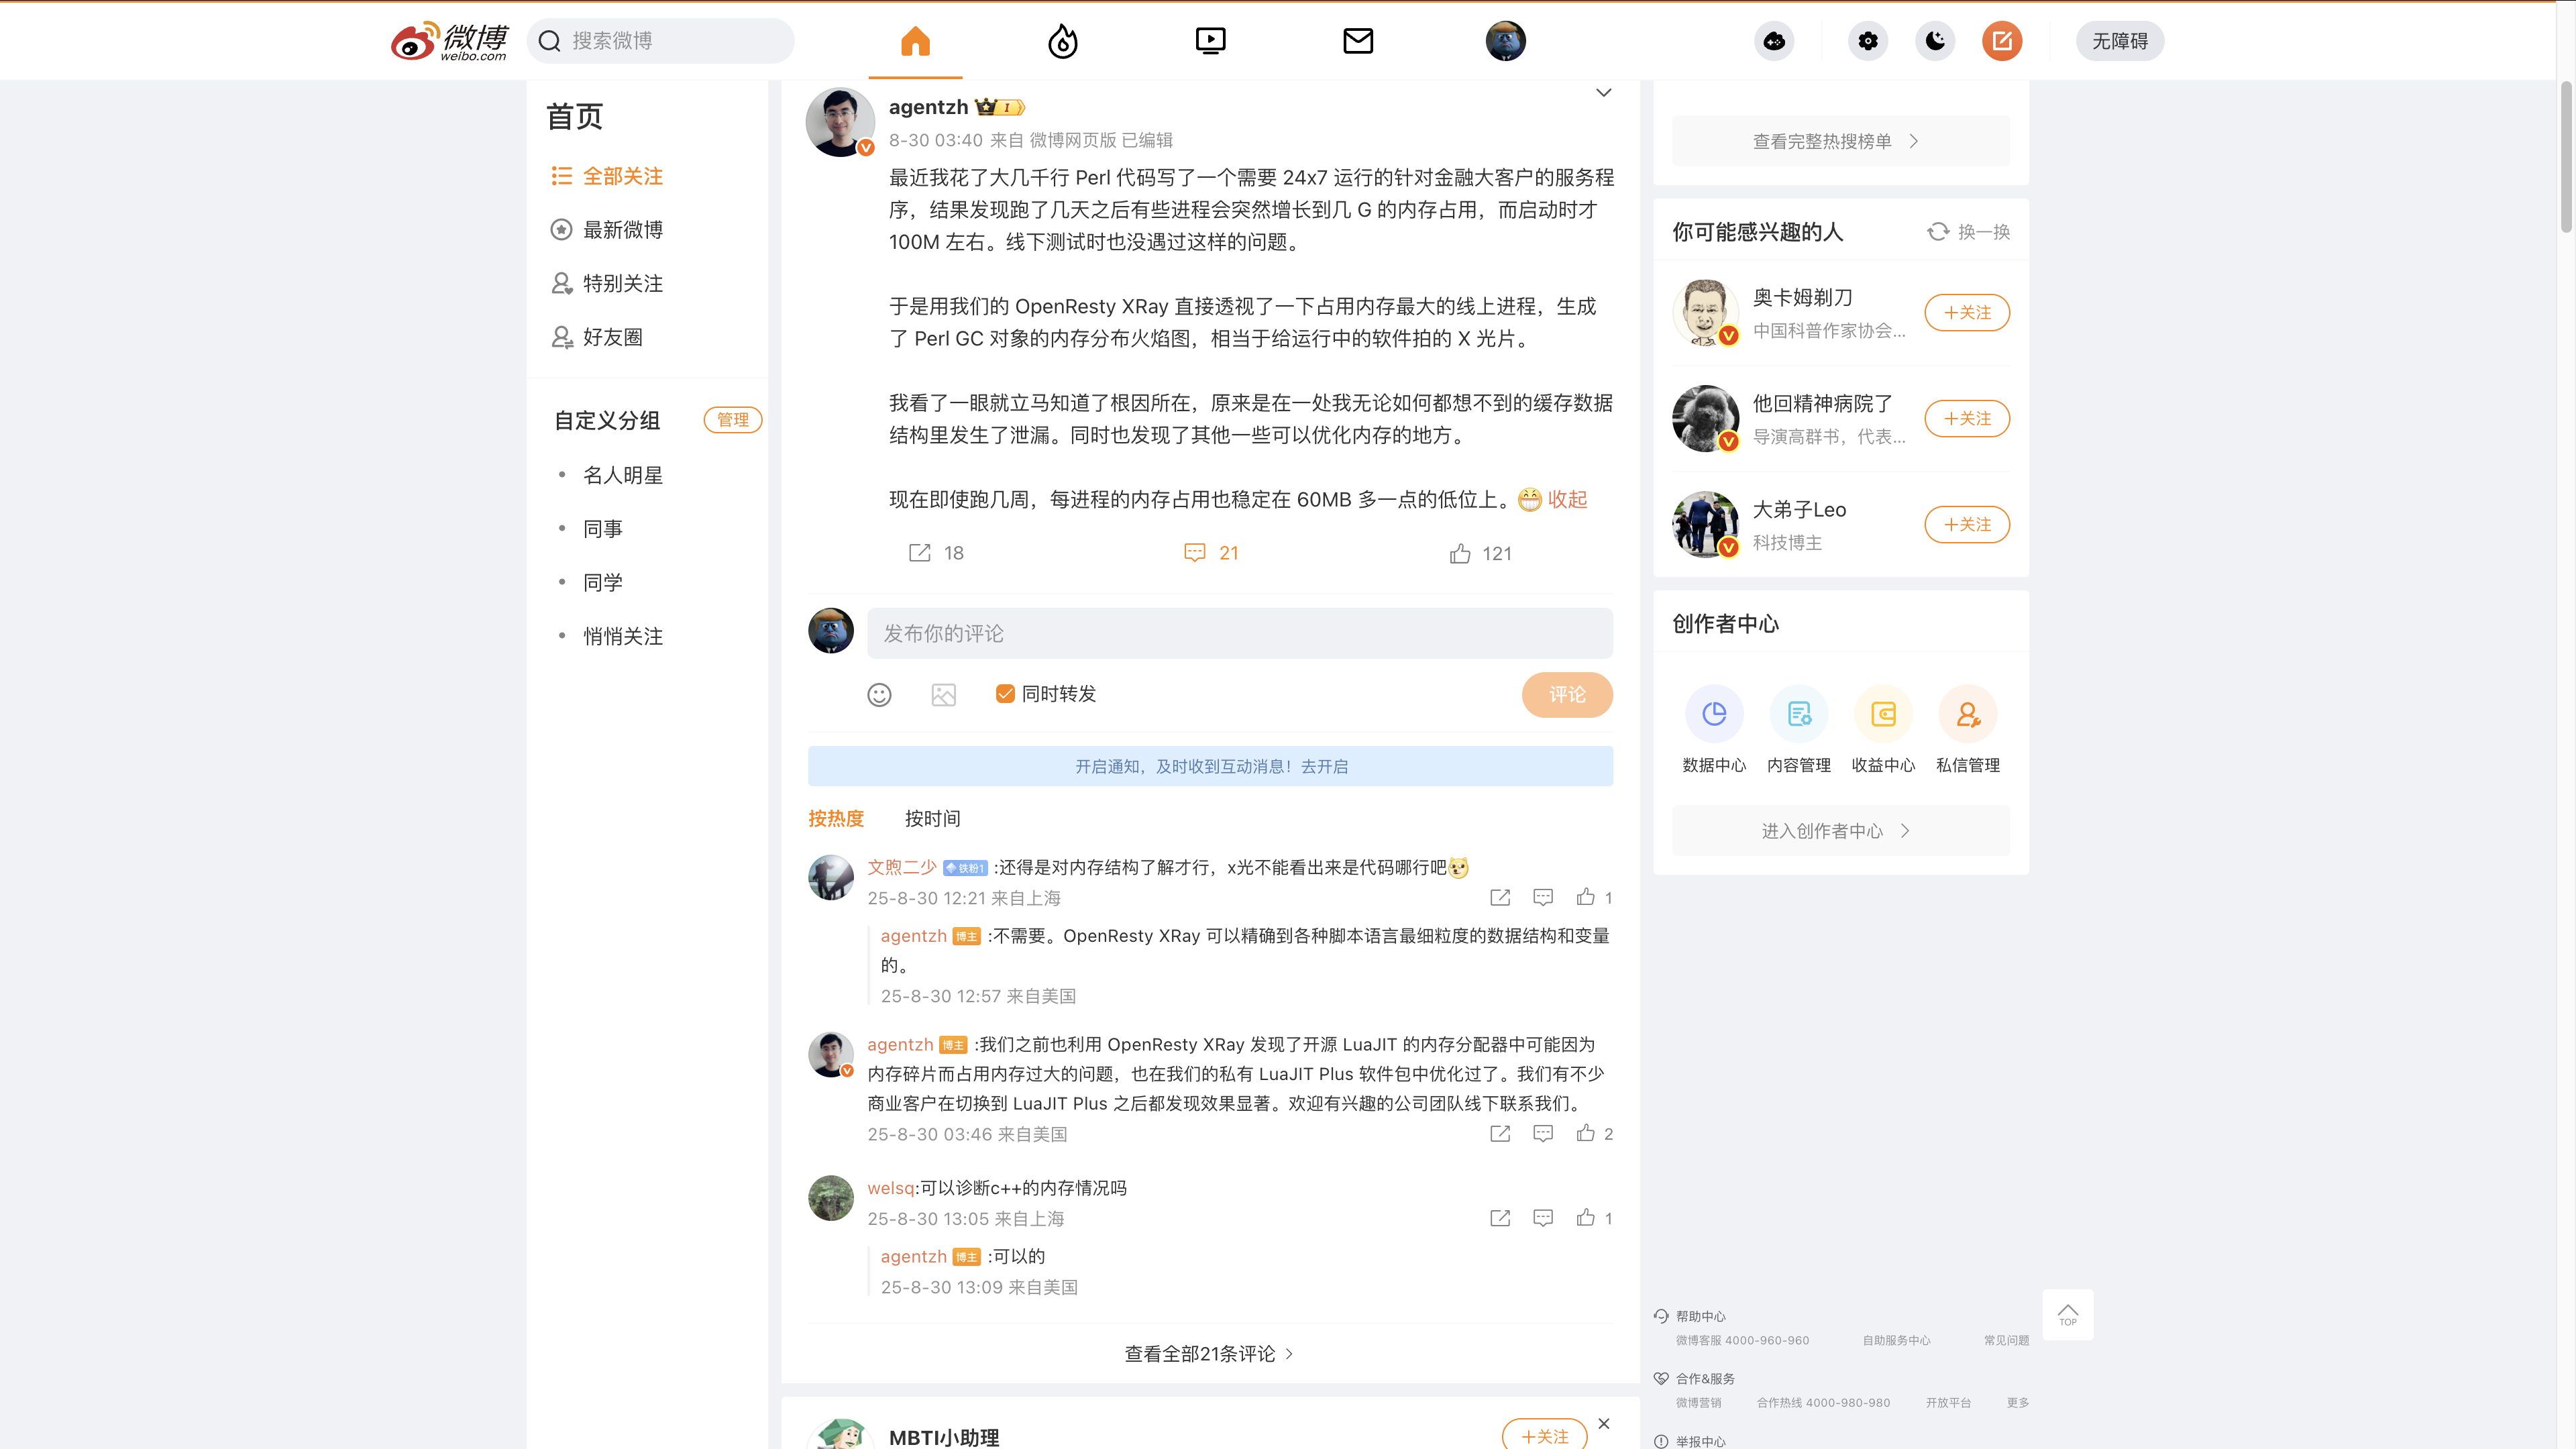 微博
weibo.com
搜索微博
无障碍
首页
全部关注
最新微博
特别关注
好友圈
自定义分组
管理
名人明星
同事
同学
悄悄关注
agentzh
I
8-30 03:40 来自 微博网页版 已编辑
最近我花了大几千行 Perl 代码写了一个需要 24x7 运行的针对金融大客户的服务程
序，结果发现跑了几天之后有些进程会突然增长到几 G 的内存占用，而启动时才
100M 左右。线下测试时也没遇过这样的问题。
于是用我们的 OpenResty XRay 直接透视了一下占用内存最大的线上进程，生成
了 Perl GC 对象的内存分布火焰图，相当于给运行中的软件拍的 X 光片。
我看了一眼就立马知道了根因所在，原来是在一处我无论如何都想不到的缓存数据
结构里发生了泄漏。同时也发现了其他一些可以优化内存的地方。
现在即使跑几周，每进程的内存占用也稳定在 60MB 多一点的低位上。😁 收起
18
21
121
发布你的评论
同时转发
评论
开启通知，及时收到互动消息！去开启
按热度
按时间
文煦二少 铁粉1 :还得是对内存结构了解才行，x光不能看出来是代码哪行吧
25-8-30 12:21 来自上海
1
agentzh 博主 :不需要。OpenResty XRay 可以精确到各种脚本语言最细粒度的数据结构和变量
的。
25-8-30 12:57 来自美国
agentzh 博主 :我们之前也利用 OpenResty XRay 发现了开源 LuaJIT 的内存分配器中可能因为
内存碎片而占用内存过大的问题，也在我们的私有 LuaJIT Plus 软件包中优化过了。我们有不少
商业客户在切换到 LuaJIT Plus 之后都发现效果显著。欢迎有兴趣的公司团队线下联系我们。
25-8-30 03:46 来自美国
2
welsq:可以诊断c++的内存情况吗
25-8-30 13:05 来自上海
1
agentzh 博主 :可以的
25-8-30 13:09 来自美国
查看全部21条评论
MBTI小助理
+关注
查看完整热搜榜单
你可能感兴趣的人
换一换
奥卡姆剃刀
中国科普作家协会...
+关注
他回精神病院了
导演高群书，代表...
+关注
大弟子Leo
科技博主
+关注
创作者中心
数据中心
内容管理
收益中心
私信管理
进入创作者中心
帮助中心
微博客服 4000-960-960
自助服务中心
常见问题
合作&服务
微博营销
合作热线 4000-980-980
开放平台
更多
举报中心
TOP